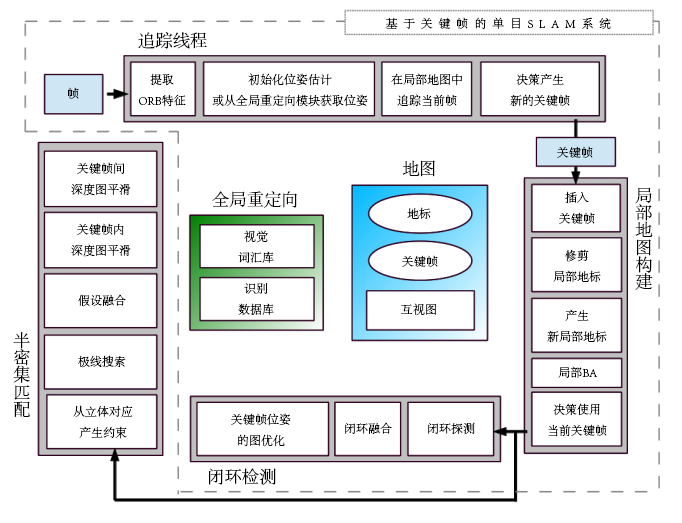 基于关键帧的单目SLAM系统
追踪线程
帧
提取
ORB特征
初始化位姿估计
或从全局重定向模块获取位姿
在局部地图中
追踪当前帧
决策产生
新的关键帧
关键帧
局部地图构建
插入
关键帧
修剪
局部地标
产生
新局部地标
局部BA
决策使用
当前关键帧
地图
地标
关键帧
互视图
全局重定向
视觉
词汇库
识别
数据库
关键帧位姿
的图优化
闭环融合
闭环探测
闭环检测
半密集匹配
关键帧间
深度图平滑
关键帧内
深度图平滑
假设融合
极线搜索
从立体对应
产生约束